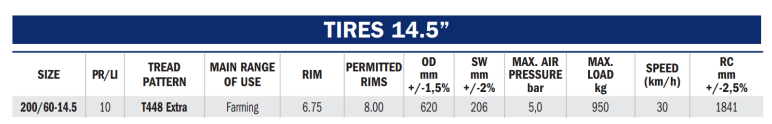 TIRES 14.5”
SIZE PR/LI TREAD PATTERN MAIN RANGE OF USE RIM PERMITTED RIMS OD mm +/-1,5% SW mm +/-2% MAX. AIR PRESSURE bar MAX. LOAD kg SPEED (km/h) RC mm +/-2,5%
200/60-14.5 10 T448 Extra Farming 6.75 8.00 620 206 5,0 950 30 1841